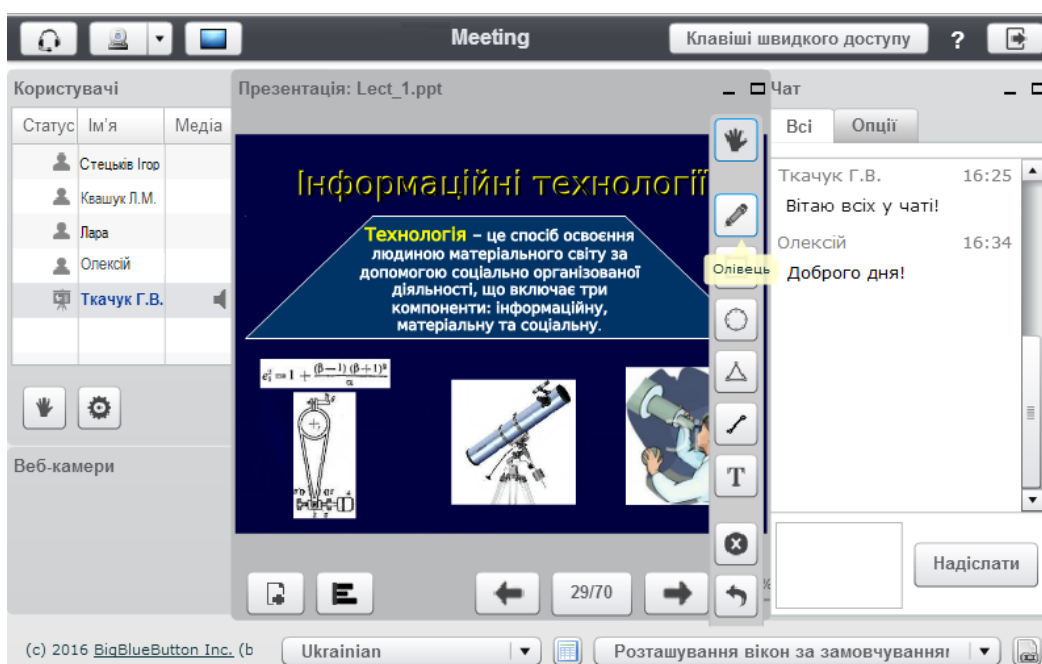 Meeting
Клавіші швидкого доступу
?
Користувачі
Статус Ім'я Медіа
Стецьків Ігор
Квашук Л.М.
Лара
Олексій
Ткачук Г.В.
Веб-камери
Презентація: Lect_1.ppt
Інформаційні технології
Технологія – це спосіб освоєння
людиною матеріального світу за
допомогою соціально організованої
діяльності, що включає три
компоненти: інформаційну,
матеріальну та соціальну.
Олівець
T
29/70
Чат
Всі Опції
Ткачук Г.В. 16:25
Вітаю всіх у чаті!
Олексій 16:34
Доброго дня!
Надіслати
(c) 2016 BigBlueButton Inc. (b
Ukrainian
Розташування вікон за замовчуванняг